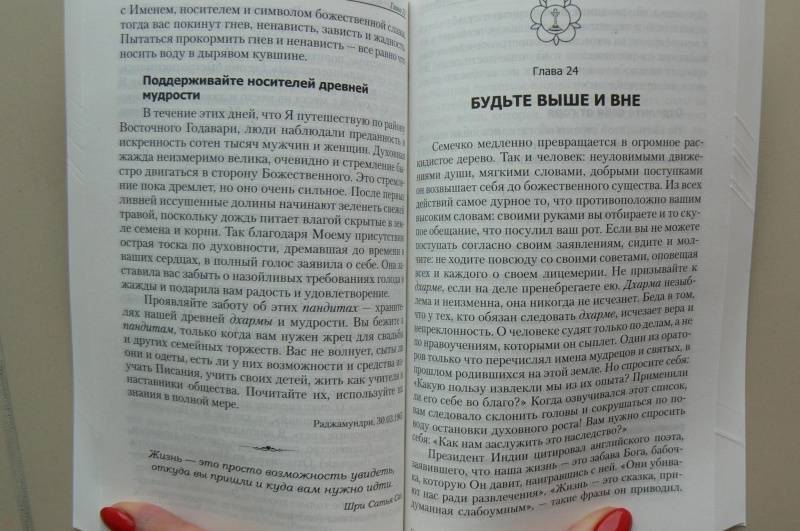 с Именем, носителем и символом божественной славы,
тогда вас покинут гнев, ненависть, зависть и жадность.
Пытаться прокормить гнев и ненависть — все равно что
носить воду в дырявом кувшине.
Поддерживайте носителей древней
мудрости
В течение этих дней, что Я путешествую по району
Восточного Годавари, люди наблюдали преданность и
искренность сотен тысяч мужчин и женщин. Духовная
жажда неизмеримо велика, очевидно и стремление бы-
стро двигаться в сторону Божественного. Это стремле-
ние пока дремлет, но оно очень сильное. После первых
ливней иссушенные долины начинают зеленеть свежей
травой, поскольку дождь питает влагой скрытые в зем-
ле семена и корни. Так благодаря Моему присутствию
острая тоска по духовности, дремавшая до времени в
ваших сердцах, в полный голос заявила о себе. Она за-
ставила вас забыть о назойливых требованиях голода и
жажды и подарила вам радость и удовлетворение.
Проявляйте заботу об этих пандитах — храните-
лях нашей древней дхармы и мудрости. Вы бежите к
пандитам, только когда вам нужен жрец для свадьбы
и других семейных торжеств. Вас не волнует, сыты ли
они и одеты, есть ли у них возможности и средства из-
учать Писания, учить своих детей, жить как учителя и
наставники общества. Почитайте их, используйте их
знания в полной мере.
Раджамундри, 30.03.1965
Жизнь — это просто возможность увидеть,
откуда вы пришли и куда вам нужно идти.
Шри Сатья Саи
Глава 24
БУДЬТЕ ВЫШЕ И ВНЕ
Семечко медленно превращается в огромное рас-
кидистое дерево. Так и человек: неуловимыми движе-
ниями души, мягкими словами, добрыми поступками
он возвышает себя до божественного существа. Из всех
действий самое дурное то, что противоположно вашим
высоким словам: своими руками вы отбираете и то ску-
пое обещание, что посулил ваш рот. Если вы не можете
поступать согласно своим заявлениям, сидите и мол-
чите: не ходите повсюду со своими советами, оповещая
всех и каждого о своем лицемерии. Не призывайте к
дхарме, если на деле пренебрегаете ею. Дхарма незыб-
лема и неизменна, она никогда не исчезнет. Беда в том,
что у тех, кто обязан следовать дхарме, исчезает вера и
непреклонность. О человеке судят только по делам, а не
по нравоучениям, которыми он сыплет. Один из орато-
ров только что перечислял имена мудрецов и святых, в
прошлом родившихся на этой земле. Но спросите себя:
«Какую пользу извлекли мы из их опыта? Применили
ли его себе во благо?» Когда озвучивался этот список,
вам следовало склонить головы и сокрушаться по по-
воду остановки духовного роста! Вам нужно спросить
себя: «Как нам заслужить это наследство?»
Президент Индии цитировал английского поэта,
заявившего, что наша жизнь — это забава Бога, бабоч-
ка, которую Он давит, наигравшись с ней. «Они убива-
ют нас ради развлечения». «Жизнь — это сказка, при-
думанная слабоумным», — такие фразы он приводил.